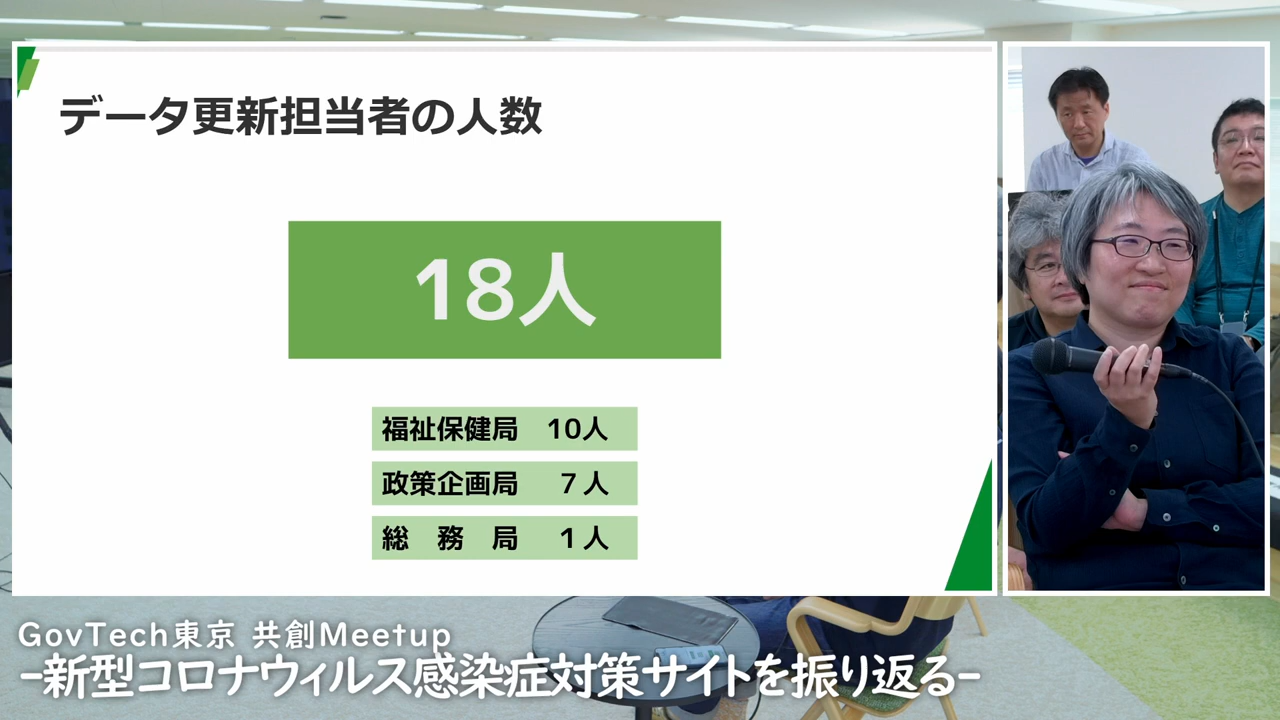 データ更新担当者の人数
18人
福祉保健局　10人
政策企画局　7人
総　務　局　1人
GovTech東京 共創Meetup
-新型コロナウィルス感染症対策サイトを振り返る-